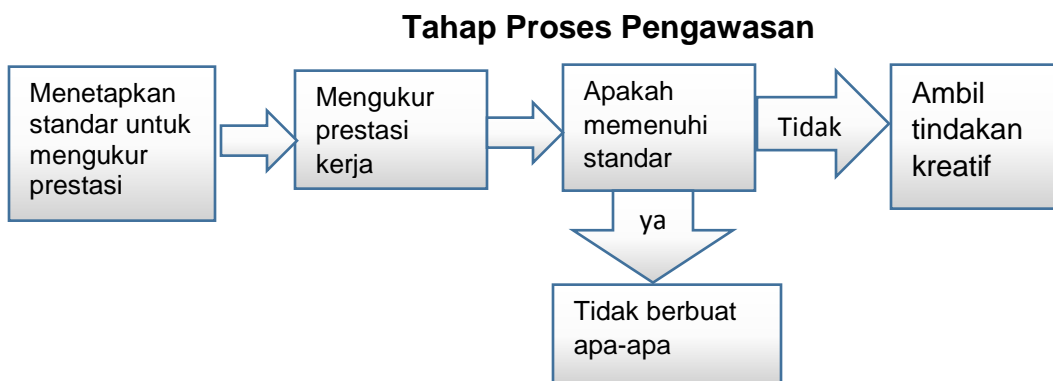 Tahap Proses Pengawasan
Menetapkan
standar untuk
mengukur
prestasi
Mengukur
prestasi
kerja
Apakah
memenuhi
standar
Tidak
Ambil
tindakan
kreatif
ya
Tidak berbuat
apa-apa